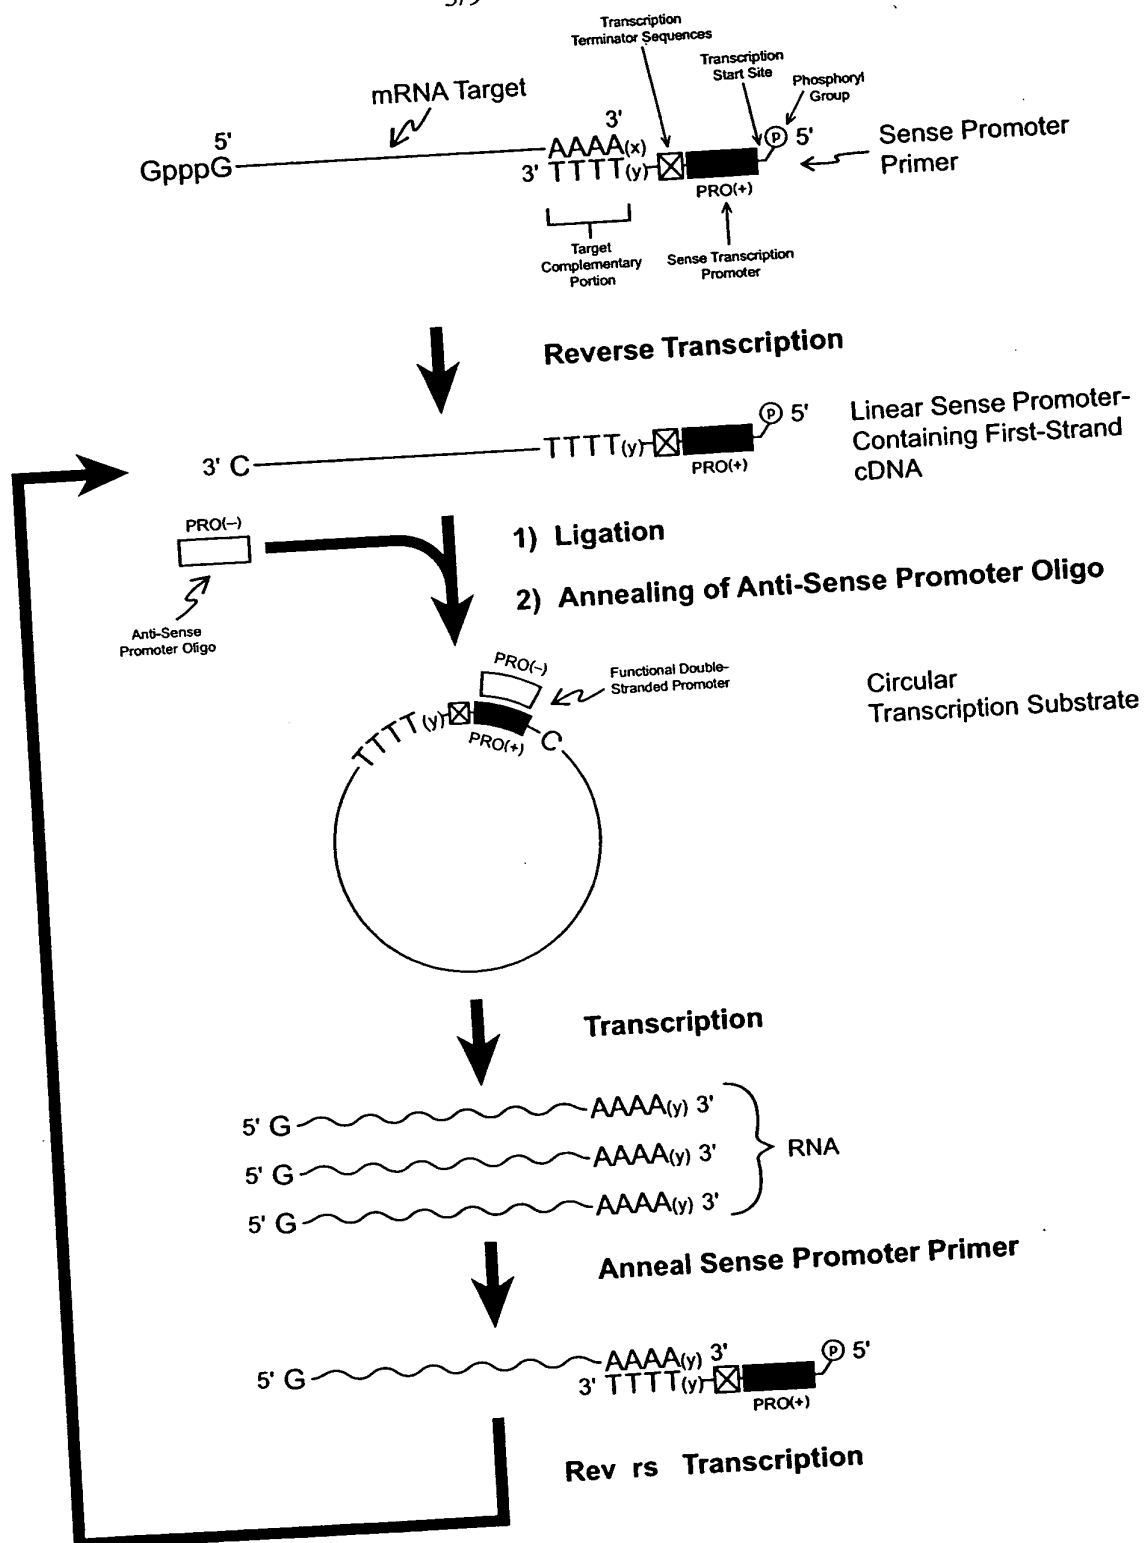 3/9
Transcription
Terminator Sequences
Transcription
Start Site
Phosphoryl
Group
mRNA Target
5'
3'
GpppG
AAAA(x)
3' TTTT(y)
P 5'
PRO(+)
Sense Promoter
Primer
Target
Complementary
Portion
Sense Transcription
Promoter
Reverse Transcription
3' C
TTTT(y)
P 5'
PRO(+)
Linear Sense Promoter-
Containing First-Strand
cDNA
PRO(–)
1) Ligation
2) Annealing of Anti-Sense Promoter Oligo
Anti-Sense
Promoter Oligo
PRO(–)
Functional Double-
Stranded Promoter
TTTT(y)
PRO(+)
C
Circular
Transcription Substrate
Transcription
5' G AAAA(y) 3'
5' G AAAA(y) 3'
5' G AAAA(y) 3'
RNA
Anneal Sense Promoter Primer
5' G AAAA(y) 3'
3' TTTT(y)
P 5'
PRO(+)
Rev rs Transcription